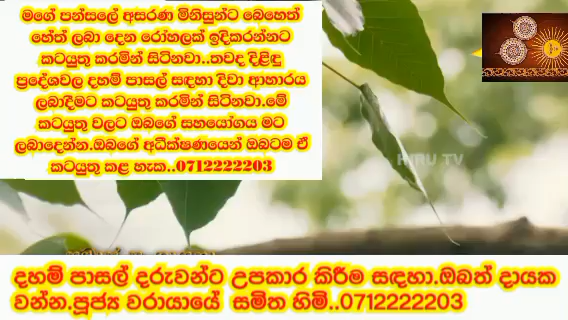 මගේ පන්සලේ අසරණ මිනිසුන්ට බෙහෙත්
හේත් ලබා දෙන රෝහලක් ඉදිකරන්නට
කටයුතු කරමින් සිටිනවා..තවද දිළිඳු
ප්‍රදේශවල දහම් පාසල් සඳහා දිවා ආහාරය
ලබාදීමට කටයුතු කරමින් සිටිනවා.මේ
කටයුතු වලට ඔබගේ සහයෝගය මට
ලබාදෙන්න.ඔබගේ අධීක්ෂණයෙන් ඔබටම ඒ
කටයුතු කළ හැක..0712222203
HIRU TV
දහම් පාසල් දරුවන්ට උපකාර කිරීම සඳහා.ඔබත් දායක
වන්න.පූජ්‍ය වරායායේ සමිත හිමි..0712222203